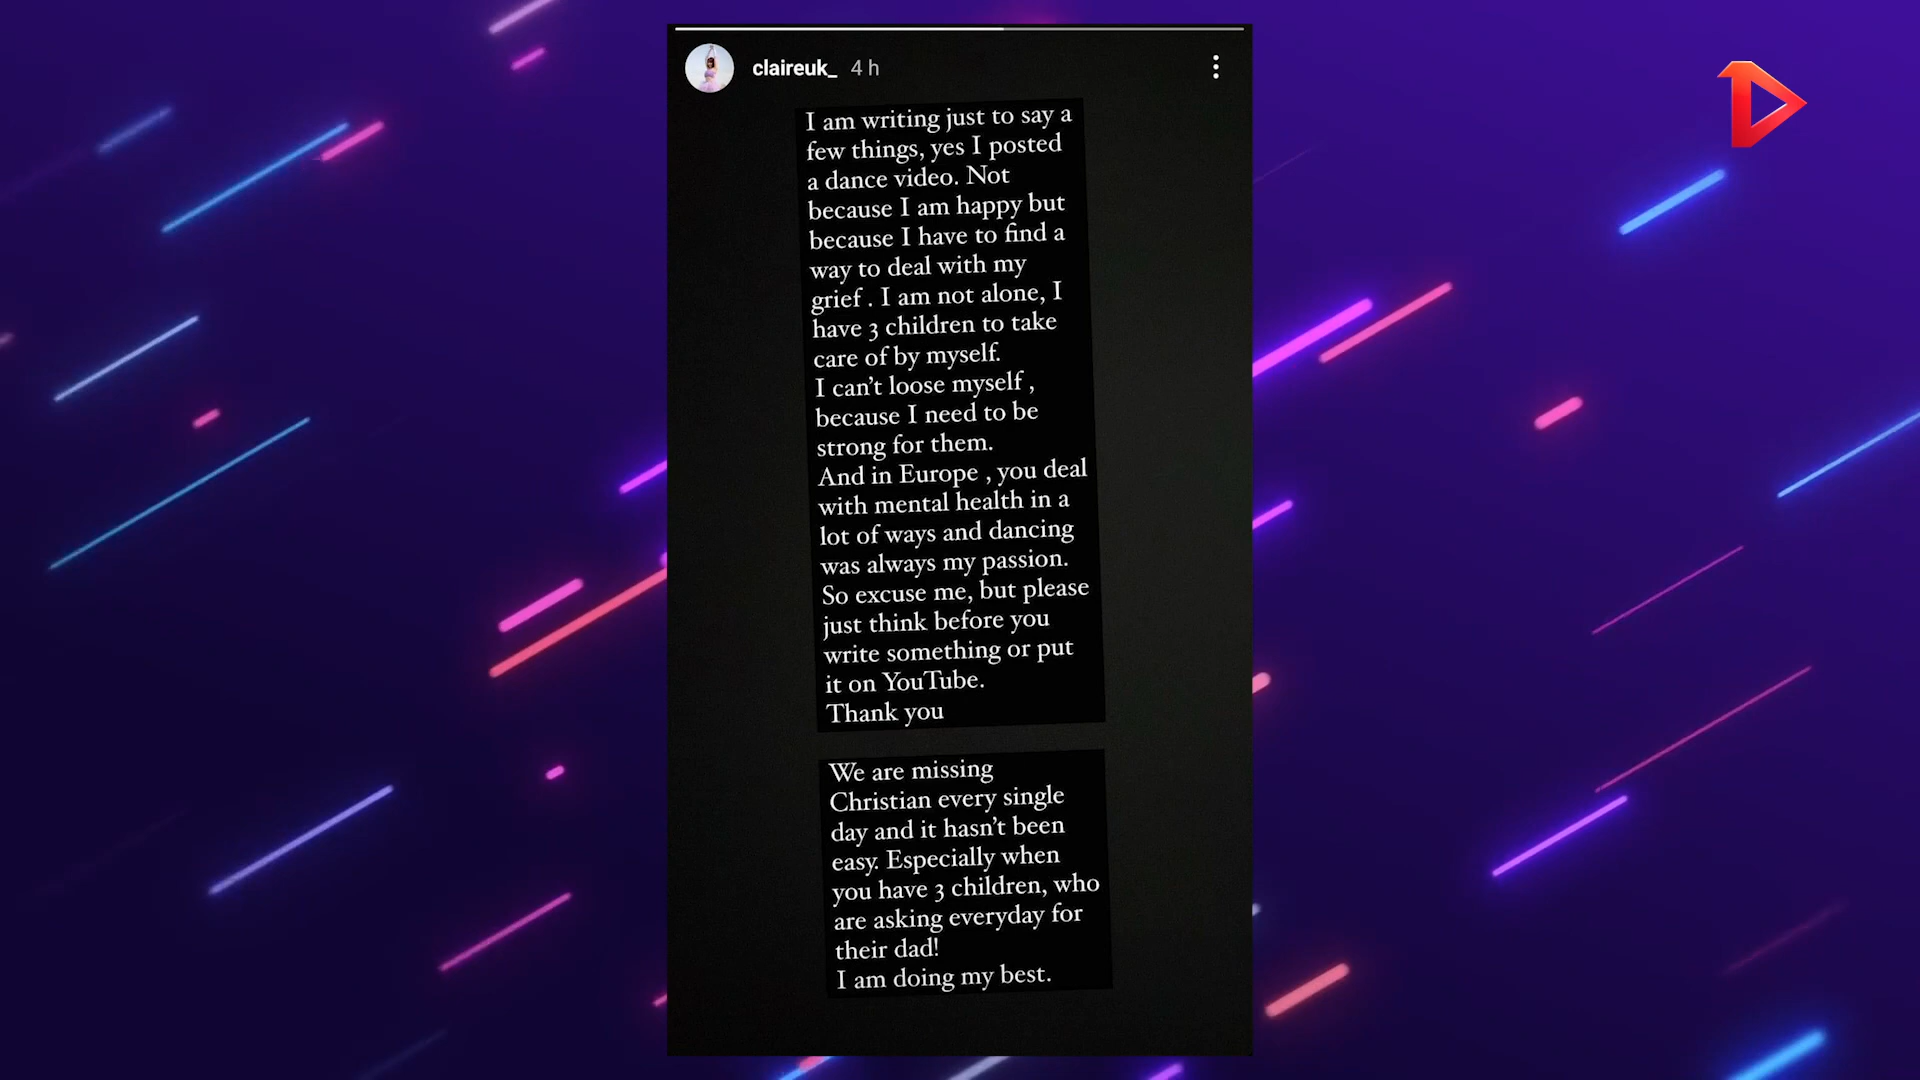 claireuk_ 4 h
I am writing just to say a
few things, yes I posted
a dance video. Not
because I am happy but
because I have to find a
way to deal with my
grief . I am not alone, I
have 3 children to take
care of by myself.
I can't loose myself ,
because I need to be
strong for them.
And in Europe , you deal
with mental health in a
lot of ways and dancing
was always my passion.
So excuse me, but please
just think before you
write something or put
it on YouTube.
Thank you
We are missing
Christian every single
day and it hasn't been
easy. Especially when
you have 3 children, who
are asking everyday for
their dad!
I am doing my best.